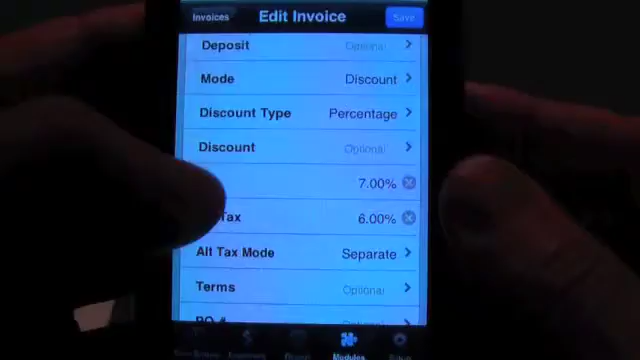 Invoices Edit Invoice Save
Deposit Optional
Mode Discount
Discount Type Percentage
Discount Optional
7.00%
Tax 6.00%
Alt Tax Mode Separate
Terms Optional
PO #
Modules